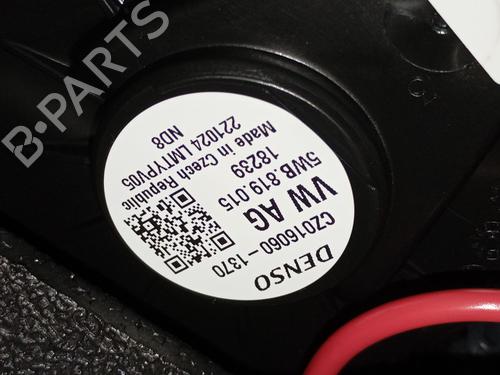 B-PARTS
DENSO
CZ016060-1370
VW AG
5WB.819.015
18239
Made in Czech Republic
221024 LMTYPV05
ND8